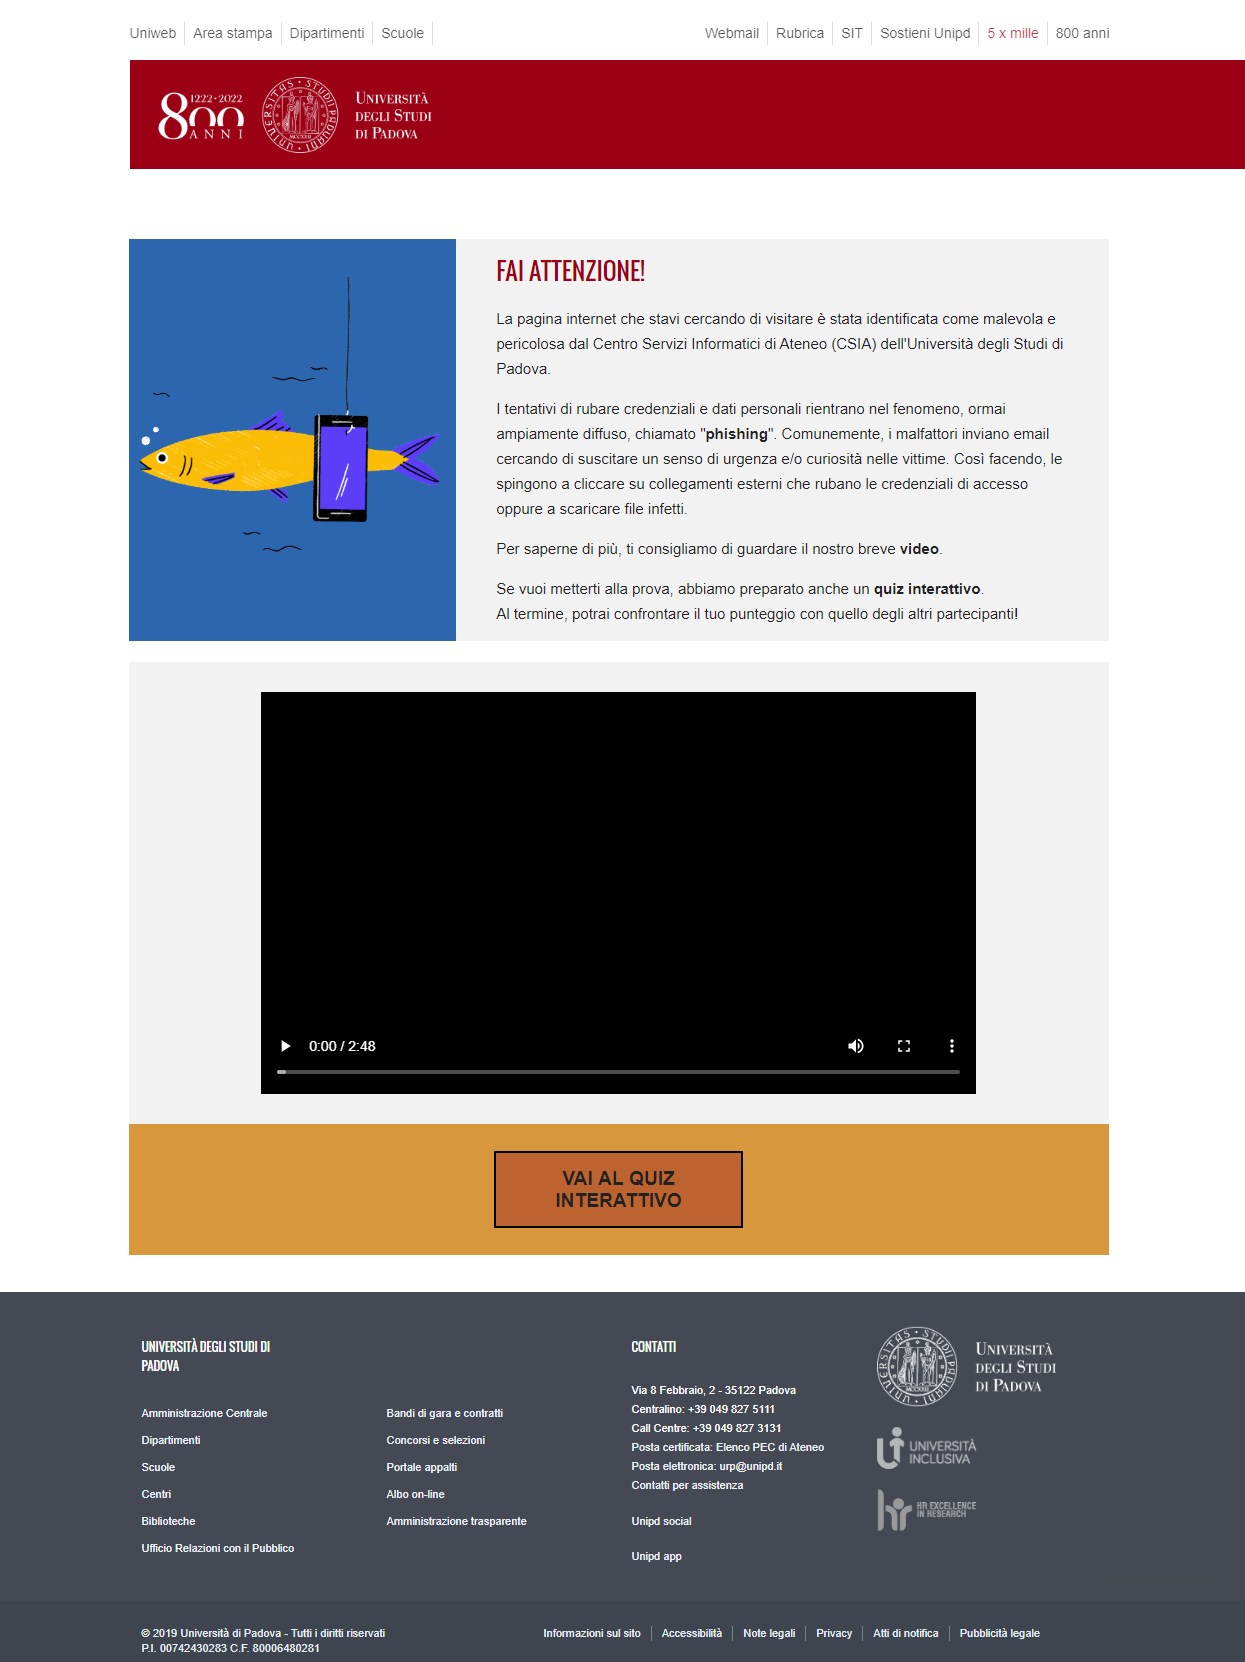 Uniweb Area stampa Dipartimenti Scuole Webmail Rubrica SIT Sostieni Unipd 5 x mille 800 anni
1222·2022
800
ANNI
UNIVERSITAS STUDII PADUANI
MCCXXII
UNIVERSITÀ
DEGLI STUDI
DI PADOVA
FAI ATTENZIONE!
La pagina internet che stavi cercando di visitare è stata identificata come malevola e
pericolosa dal Centro Servizi Informatici di Ateneo (CSIA) dell'Università degli Studi di
Padova.
I tentativi di rubare credenziali e dati personali rientrano nel fenomeno, ormai
ampiamente diffuso, chiamato "phishing". Comunemente, i malfattori inviano email
cercando di suscitare un senso di urgenza e/o curiosità nelle vittime. Così facendo, le
spingono a cliccare su collegamenti esterni che rubano le credenziali di accesso
oppure a scaricare file infetti.
Per saperne di più, ti consigliamo di guardare il nostro breve video.
Se vuoi metterti alla prova, abbiamo preparato anche un quiz interattivo.
Al termine, potrai confrontare il tuo punteggio con quello degli altri partecipanti!
0:00 / 2:48
VAI AL QUIZ
INTERATTIVO
UNIVERSITÀ DEGLI STUDI DI
PADOVA
Amministrazione Centrale
Dipartimenti
Scuole
Centri
Biblioteche
Ufficio Relazioni con il Pubblico
Bandi di gara e contratti
Concorsi e selezioni
Portale appalti
Albo on-line
Amministrazione trasparente
CONTATTI
Via 8 Febbraio, 2 - 35122 Padova
Centralino: +39 049 827 5111
Call Centre: +39 049 827 3131
Posta certificata: Elenco PEC di Ateneo
Posta elettronica: urp@unipd.it
Contatti per assistenza
Unipd social
Unipd app
UNIVERSITAS STUDII PADUANI
MCCXXII
UNIVERSITÀ
DEGLI STUDI
DI PADOVA
UNIVERSITÀ
INCLUSIVA
hr HR EXCELLENCE
IN RESEARCH
© 2019 Università di Padova - Tutti i diritti riservati
P.I. 00742430283 C.F. 80006480281
Informazioni sul sito Accessibilità Note legali Privacy Atti di notifica Pubblicità legale